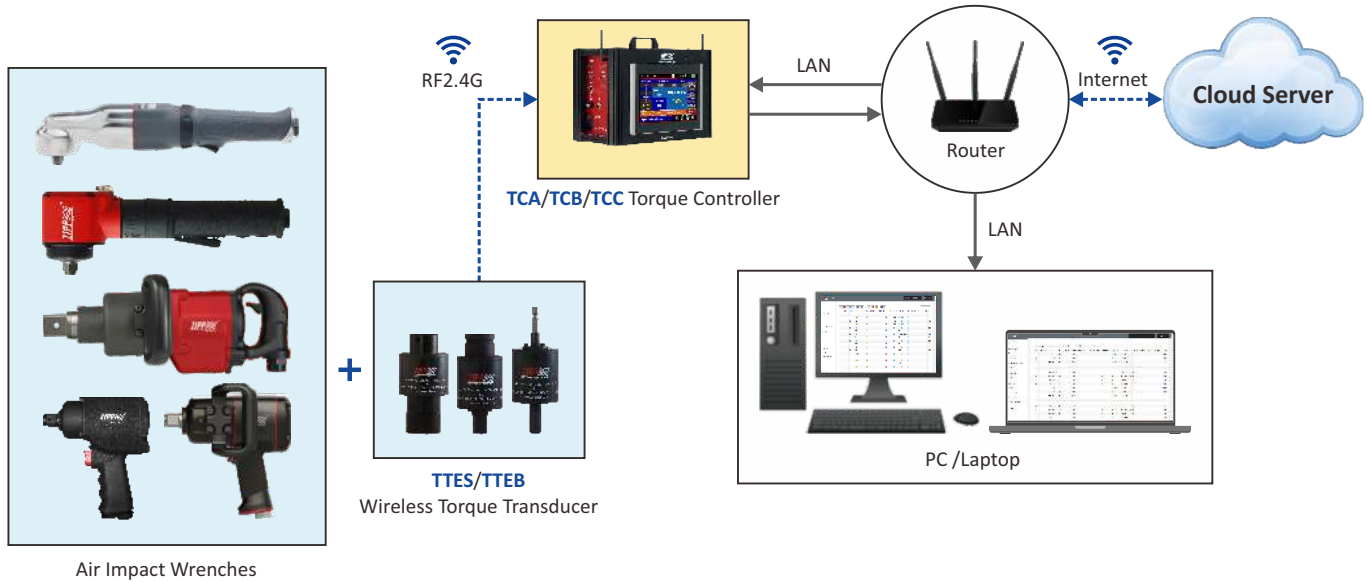 RF2.4G
LAN
Internet
Cloud Server
Router
TCA/TCB/TCC Torque Controller
LAN
+
PC /Laptop
TTES/TTEB
Wireless Torque Transducer
Air Impact Wrenches